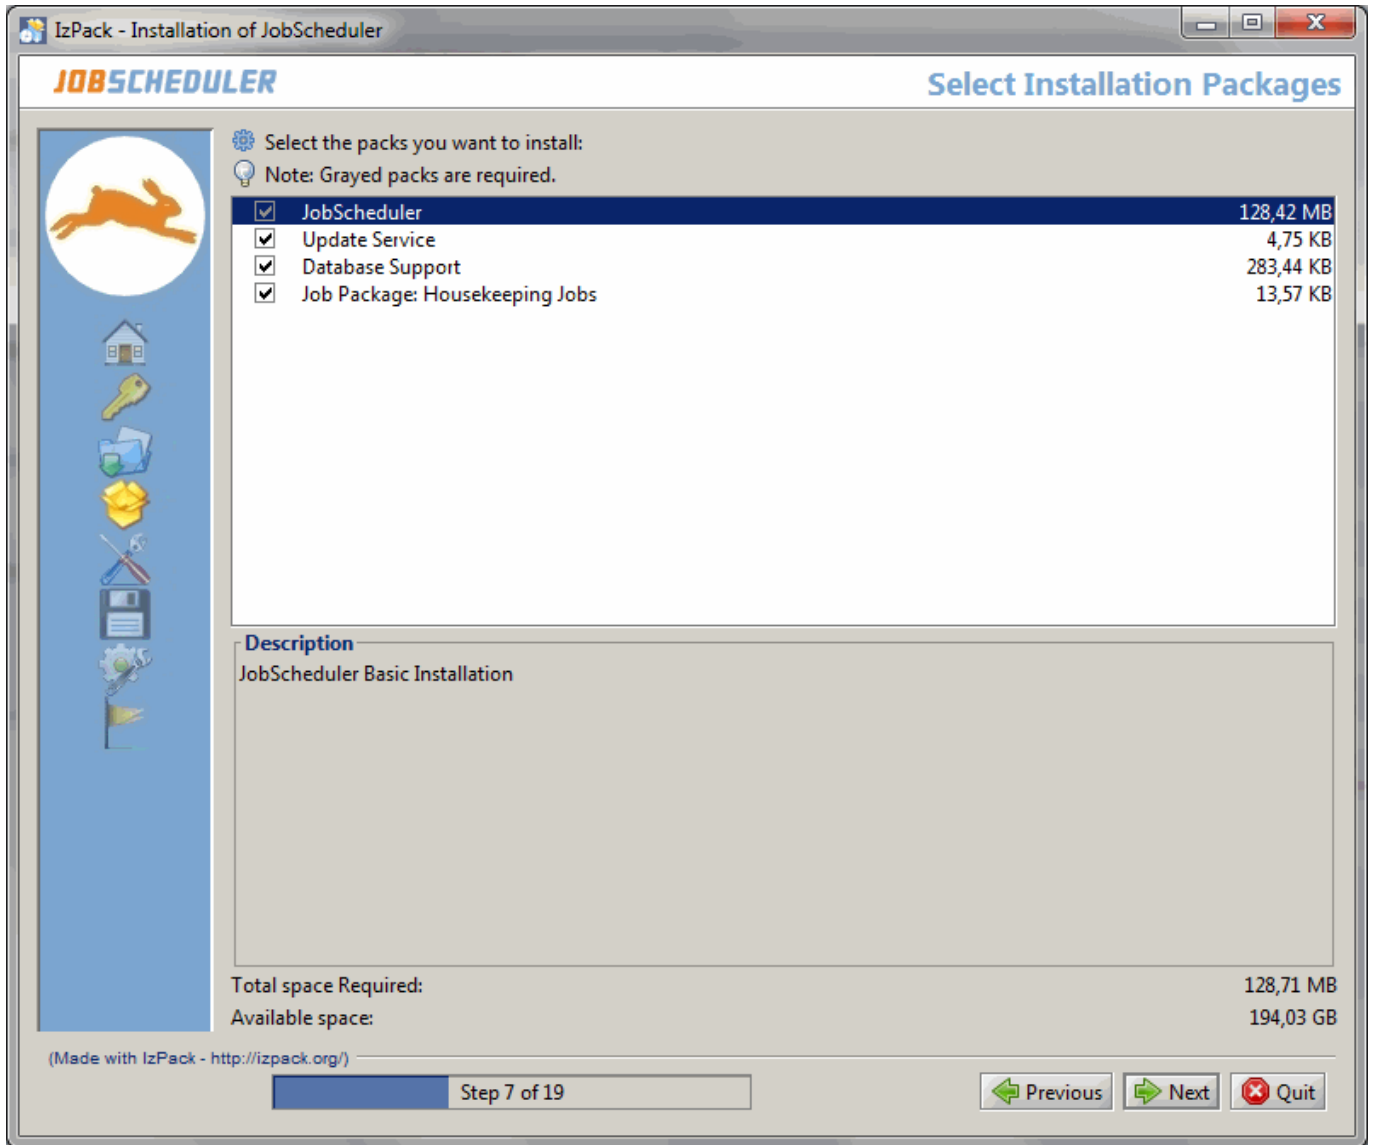 IzPack - Installation of JobScheduler
JOBSCHEDULER
Select Installation Packages
Select the packs you want to install:
Note: Grayed packs are required.
JobScheduler 128,42 MB
Update Service 4,75 KB
Database Support 283,44 KB
Job Package: Housekeeping Jobs 13,57 KB
Description
JobScheduler Basic Installation
Total space Required: 128,71 MB
Available space: 194,03 GB
(Made with IzPack - http://izpack.org/)
Step 7 of 19
Previous
Next
Quit